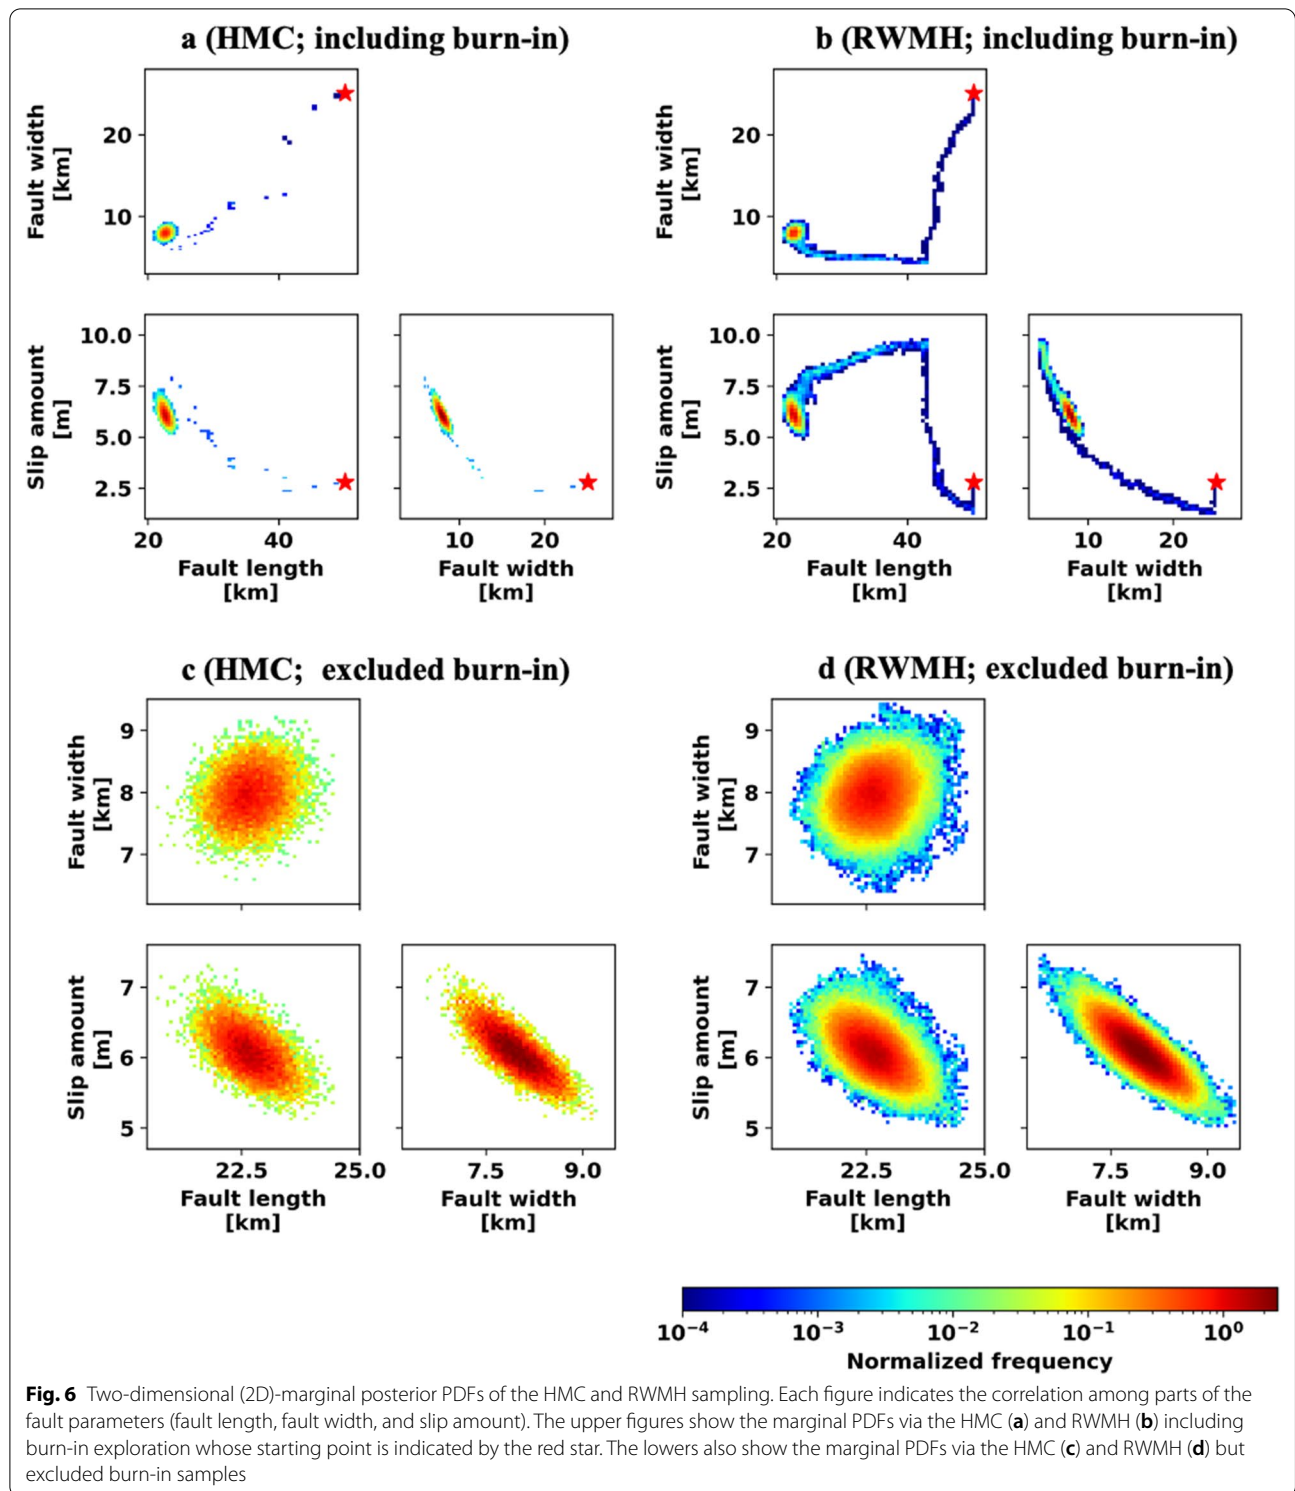 a (HMC; including burn-in)
b (RWMH; including burn-in)
Fault width
[km]
20
10
Fault width
[km]
20
10
Slip amount
[m]
10.0
7.5
5.0
2.5
20
40
Fault length
[km]
10
20
Fault width
[km]
Slip amount
[m]
10.0
7.5
5.0
2.5
20
40
Fault length
[km]
10
20
Fault width
[km]
c (HMC; excluded burn-in)
d (RWMH; excluded burn-in)
Fault width
[km]
9
8
7
Fault width
[km]
9
8
7
Slip amount
[m]
7
6
5
22.5
25.0
Fault length
[km]
7.5
9.0
Fault width
[km]
Slip amount
[m]
7
6
5
22.5
25.0
Fault length
[km]
7.5
9.0
Fault width
[km]
10⁻⁴
10⁻³
10⁻²
10⁻¹
10⁰
Normalized frequency
Fig. 6 Two-dimensional (2D)-marginal posterior PDFs of the HMC and RWMH sampling. Each figure indicates the correlation among parts of the
fault parameters (fault length, fault width, and slip amount). The upper figures show the marginal PDFs via the HMC (a) and RWMH (b) including
burn-in exploration whose starting point is indicated by the red star. The lowers also show the marginal PDFs via the HMC (c) and RWMH (d) but
excluded burn-in samples